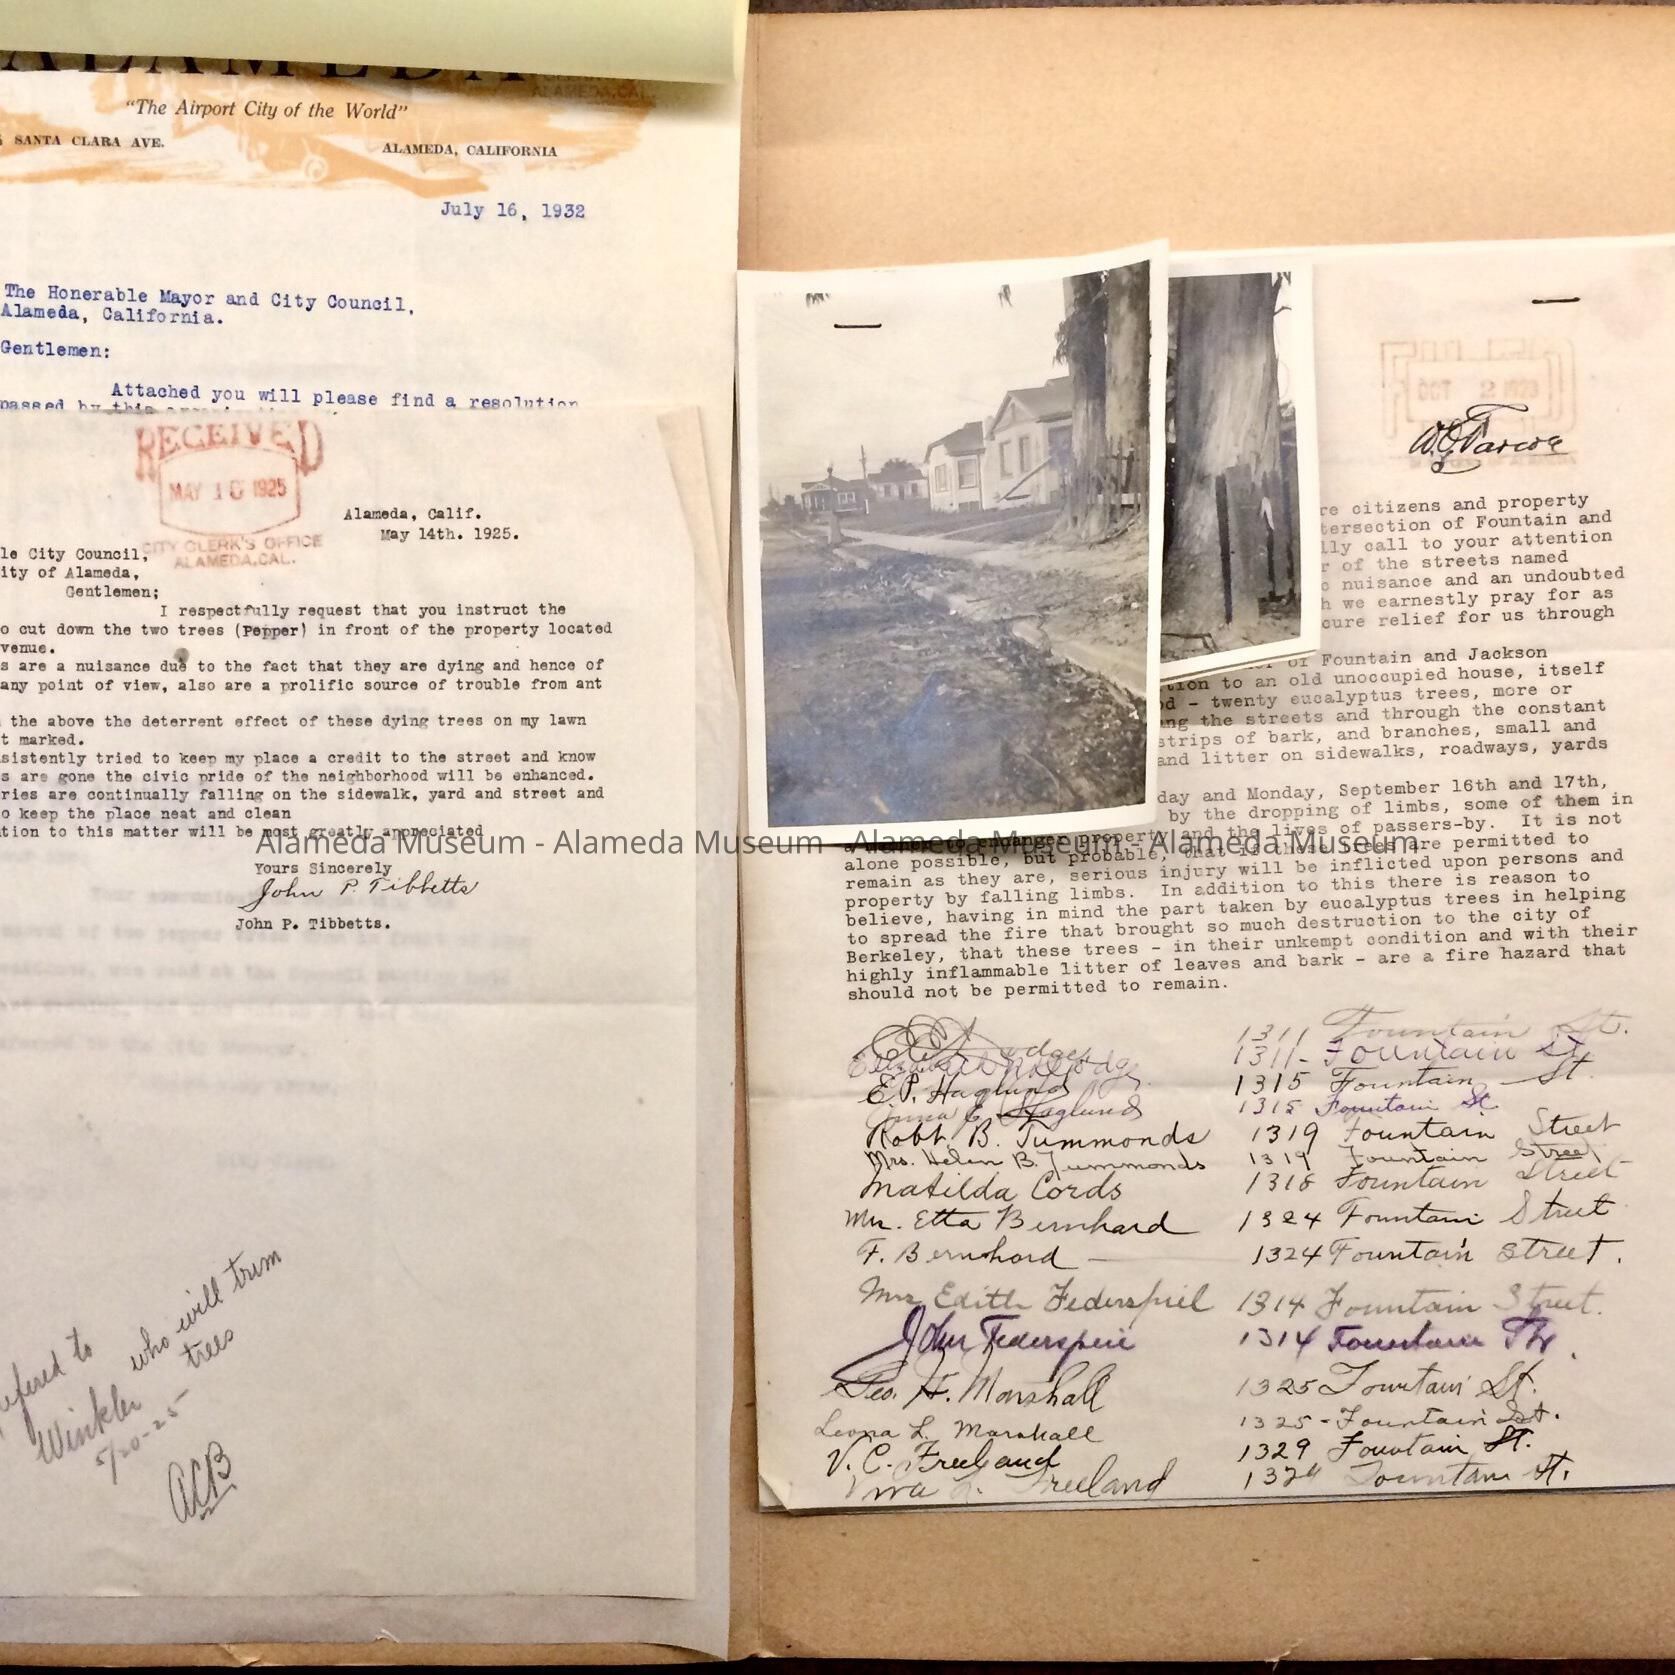 ALAMEDA
"The Airport City of the World"
SANTA CLARA AVE.
ALAMEDA, CALIFORNIA
July 16, 1932
The Honerable Mayor and City Council,
Alameda, California.
Gentlemen:
Attached you will please find a resolution
passed by this
RECEIVED
MAY 16 1925
CITY CLERK'S OFFICE
ALAMEDA, CAL.
Alameda, Calif.
May 14th. 1925.
le City Council,
ity of Alameda,
Gentlemen;
I respectfully request that you instruct the
o cut down the two trees (Pepper) in front of the property located
venue.
s are a nuisance due to the fact that they are dying and hence of
any point of view, also are a prolific source of trouble from ant
the above the deterrent effect of these dying trees on my lawn
t marked.
sistently tried to keep my place a credit to the street and know
s are gone the civic pride of the neighborhood will be enhanced.
ries are continually falling on the sidewalk, yard and street and
o keep the place neat and clean
tion to this matter will be most greatly appreciated
Yours Sincerely
John P. Tibbetts
John P. Tibbetts.
refered to
Winkler who will trim
trees
5/20-25
ACB
OCT 2 1923
re citizens and property
tersection of Fountain and
lly call to your attention
r of the streets named
c nuisance and an undoubted
h we earnestly pray for as
cure relief for us through
of Fountain and Jackson
tion to an old unoccupied house, itself
od - twenty eucalyptus trees, more or
ng the streets and through the constant
strips of bark, and branches, small and
and litter on sidewalks, roadways, yards
day and Monday, September 16th and 17th,
by the dropping of limbs, some of them in
to endanger property and the lives of passers-by. It is not
alone possible, but probable, that if these trees are permitted to
remain as they are, serious injury will be inflicted upon persons and
property by falling limbs. In addition to this there is reason to
believe, having in mind the part taken by eucalyptus trees in helping
to spread the fire that brought so much destruction to the city of
Berkeley, that these trees - in their unkempt condition and with their
highly inflammable litter of leaves and bark - are a fire hazard that
should not be permitted to remain.
1311 Fountain St.
1311- Fountain St.
E.P. Haglund 1315 Fountain St.
Haglund 1315 Fountain St.
Robt. B. Tummonds 1319 Fountain Street
Mrs. Helen B. Tummonds 1319 Fountain Street
Matilda Cords 1318 Fountain Street
Mrs. Etta Bernhard 1324 Fountain Street
F. Bernhard 1324 Fountain Street.
Mrs Edith Federspiel 1314 Fountain Street.
John Federspiel 1314 Fountain
Geo. H. Marshall 1325 Fountain St.
Leona L. Marshall 1325 - Fountain St.
V. C. Freeland 1329 Fountain St.
Freeland 1329 Fountain St.
Alameda Museum - Alameda Museum - Alameda Museum - Alameda Museum